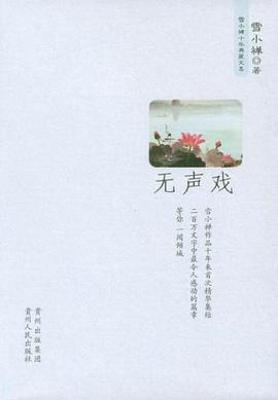 雪小禅◎著
雪小禅十年典藏文集
无声戏
雪小禅作品十年来首次精华集结
二百万文字中最令人感动的篇章
等你一阅倾城
贵州出版集团
贵州人民出版社